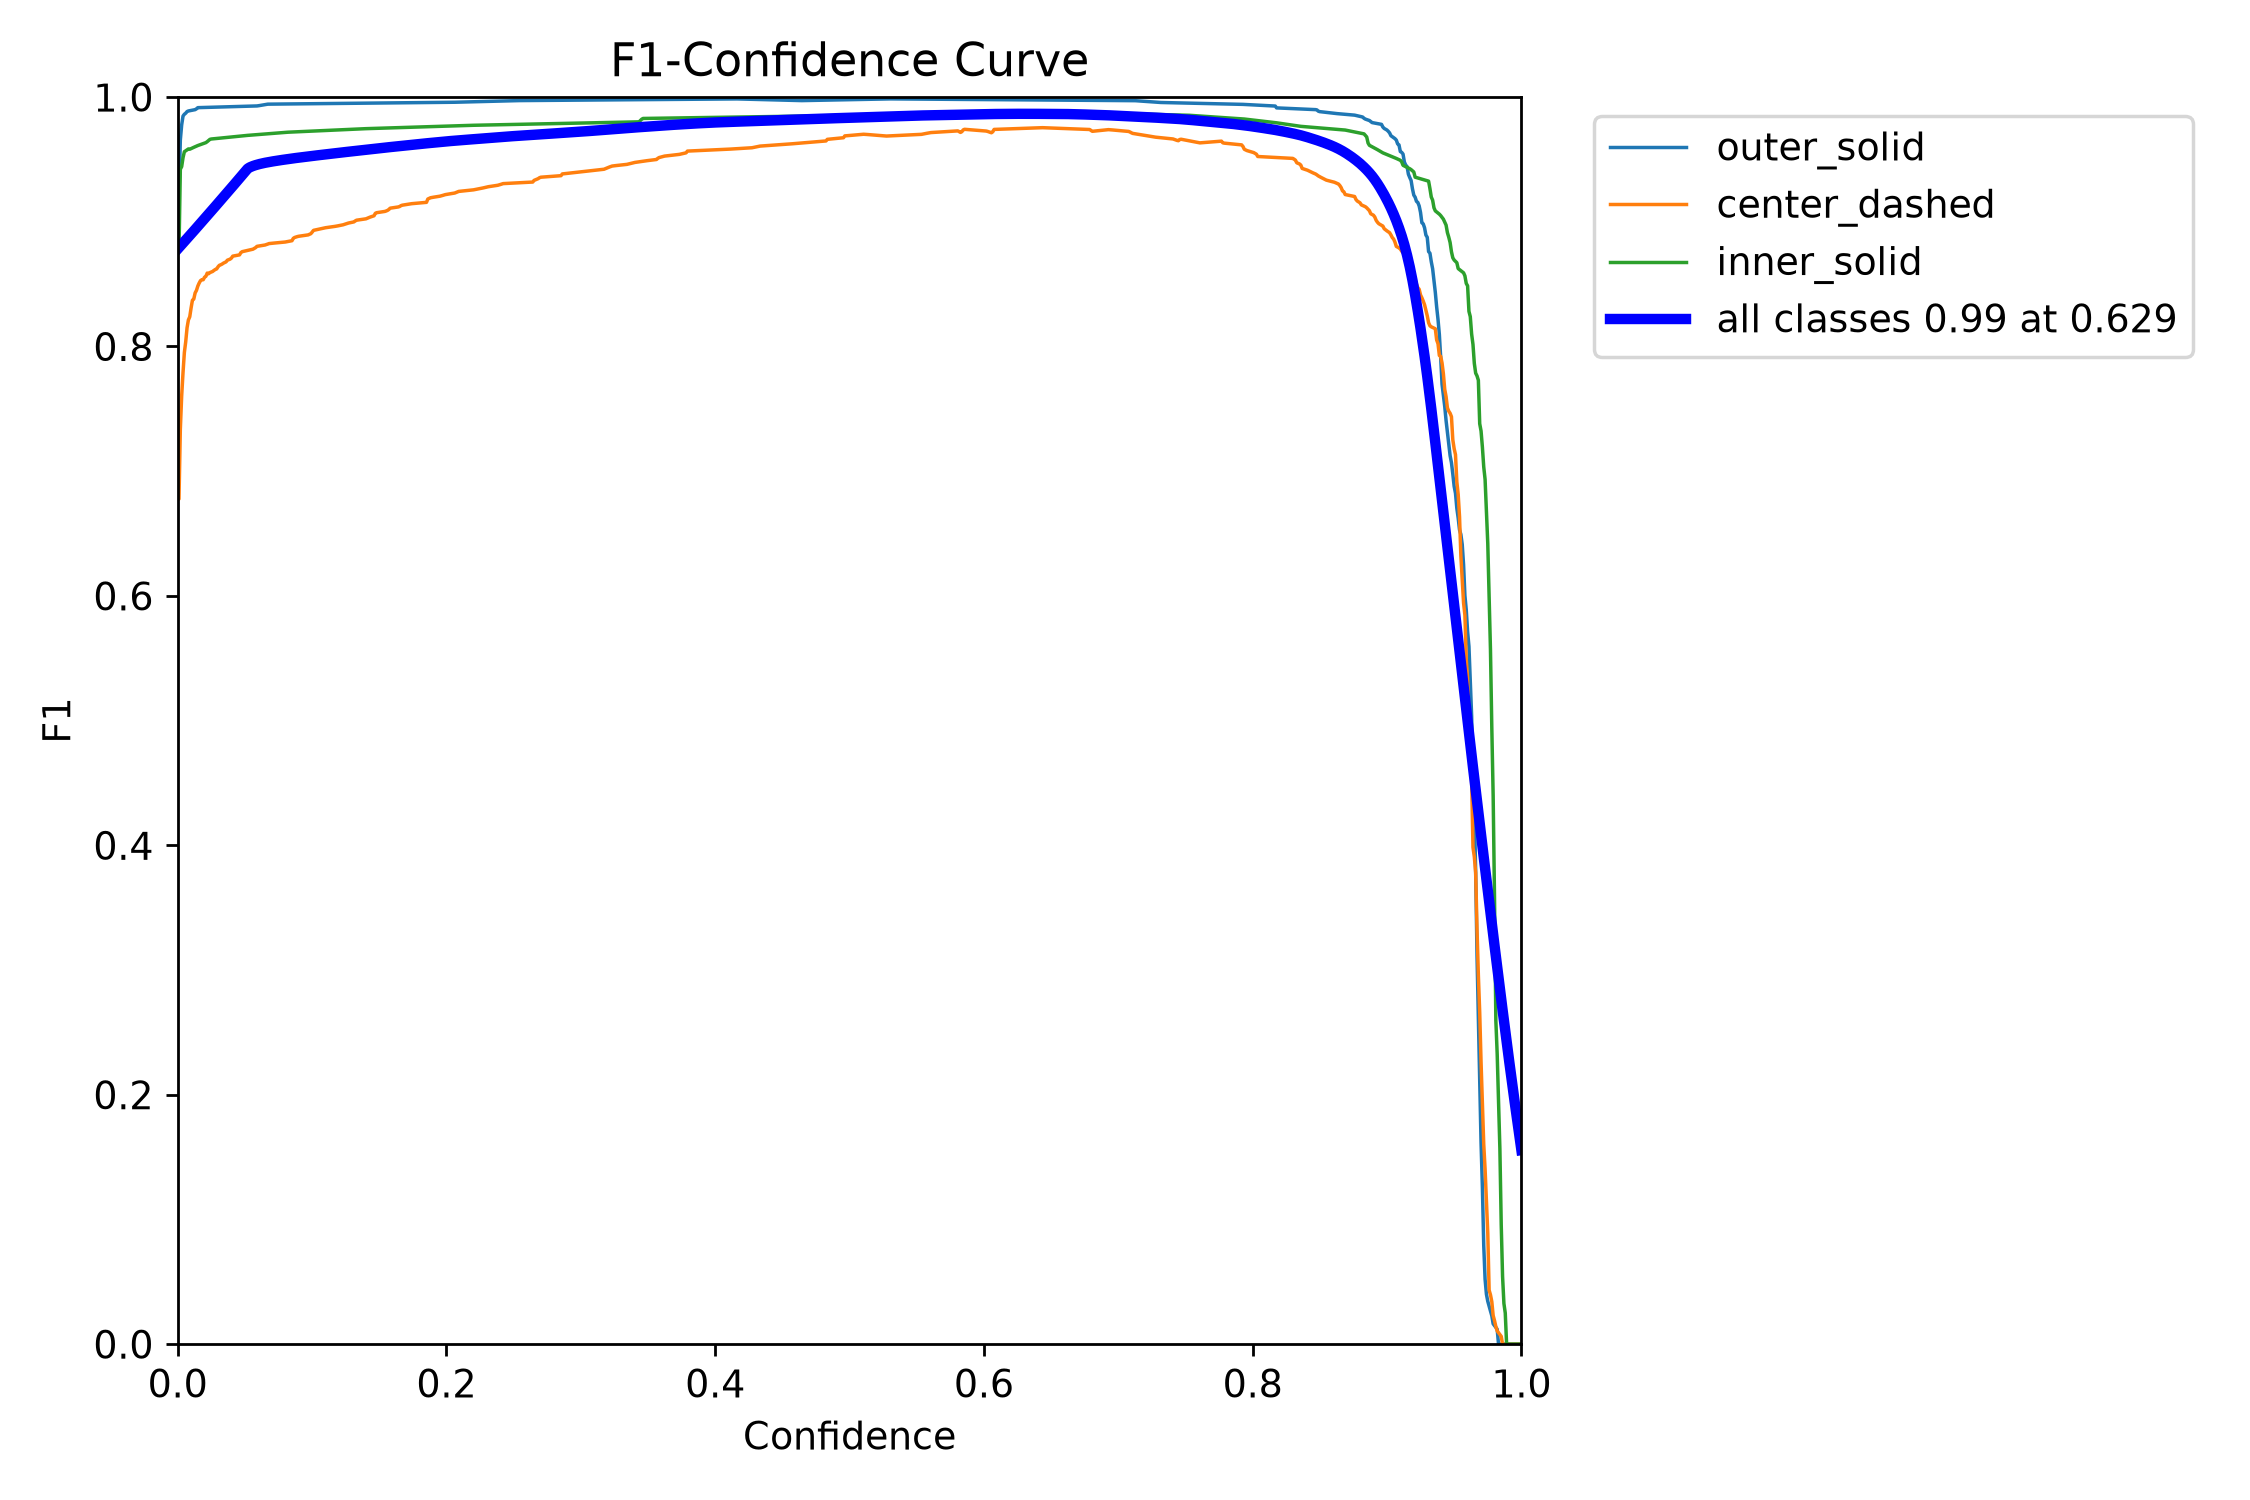 F1-Confidence Curve
1.0
0.8
0.6
0.4
0.2
0.0
F1
0.0 0.2 0.4 0.6 0.8 1.0
Confidence
outer_solid
center_dashed
inner_solid
all classes 0.99 at 0.629